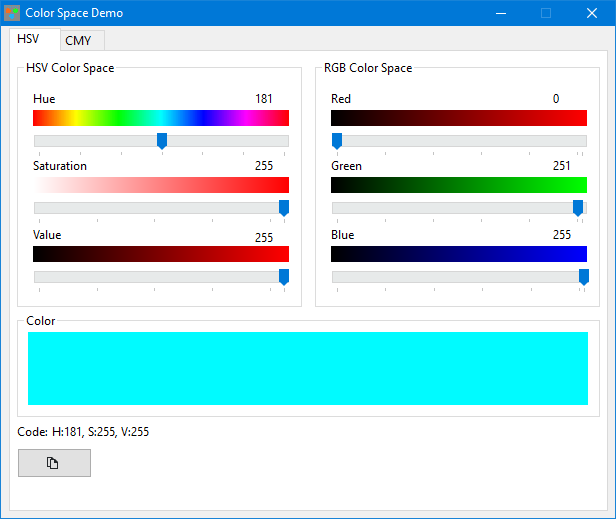 Color Space Demo
HSV CMY
HSV Color Space
Hue 181
Saturation 255
Value 255
RGB Color Space
Red 0
Green 251
Blue 255
Color
Code: H:181, S:255, V:255